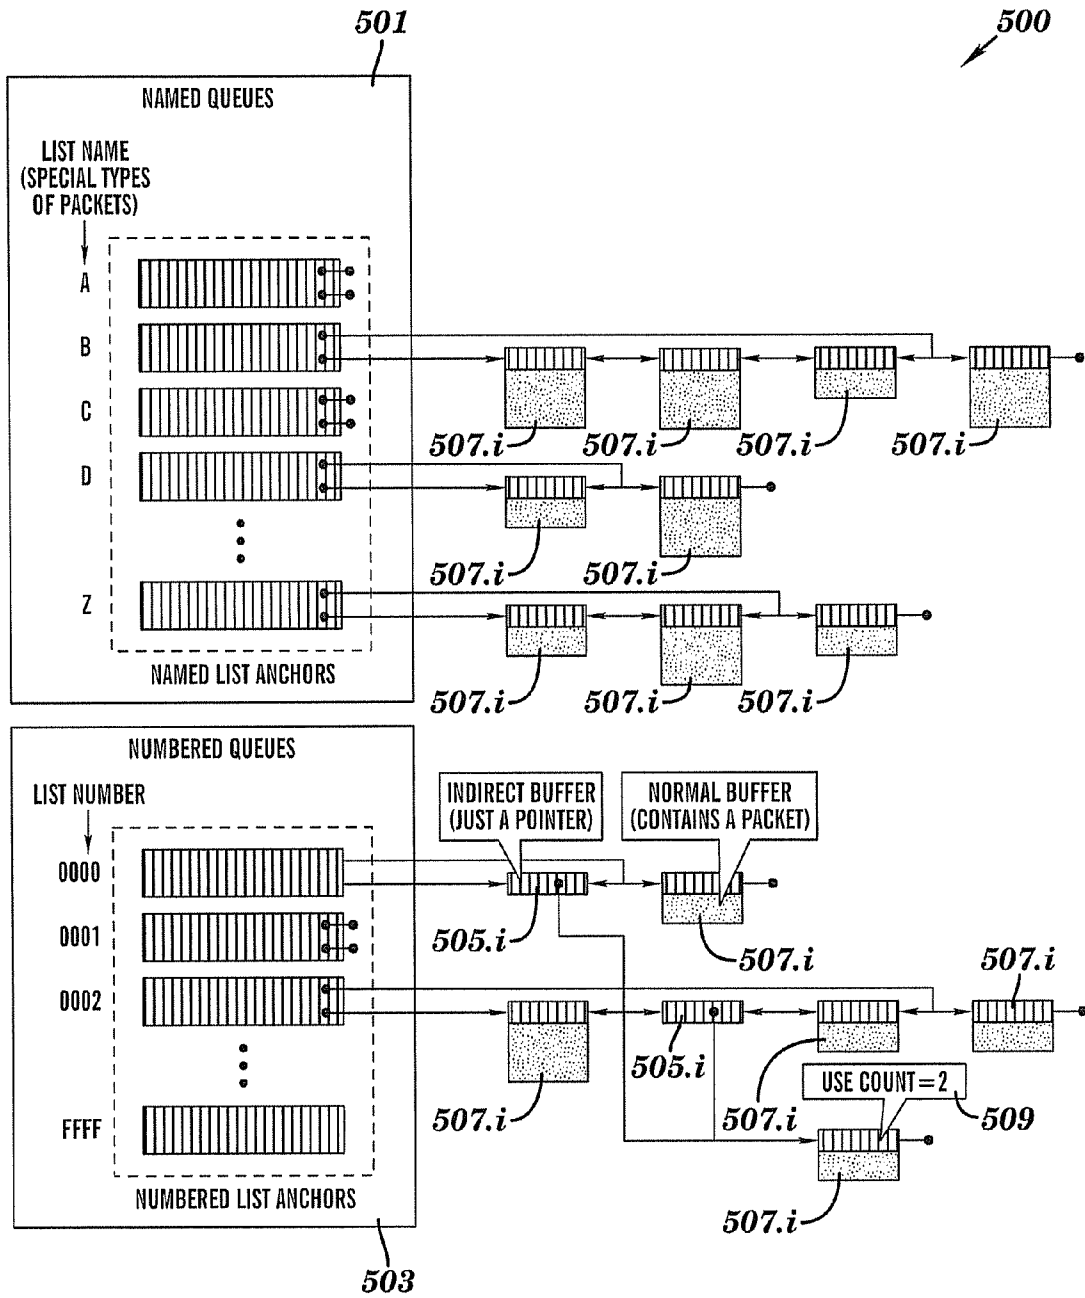 501
500
NAMED QUEUES
LIST NAME
(SPECIAL TYPES
OF PACKETS)
A
B
C
D
Z
507.i
507.i
507.i
507.i
507.i
507.i
507.i
507.i
507.i
NAMED LIST ANCHORS
NUMBERED QUEUES
LIST NUMBER
INDIRECT BUFFER
(JUST A POINTER)
NORMAL BUFFER
(CONTAINS A PACKET)
0000
0001
0002
FFFF
505.i
507.i
507.i
505.i
507.i
507.i
USE COUNT=2
509
507.i
NUMBERED LIST ANCHORS
503